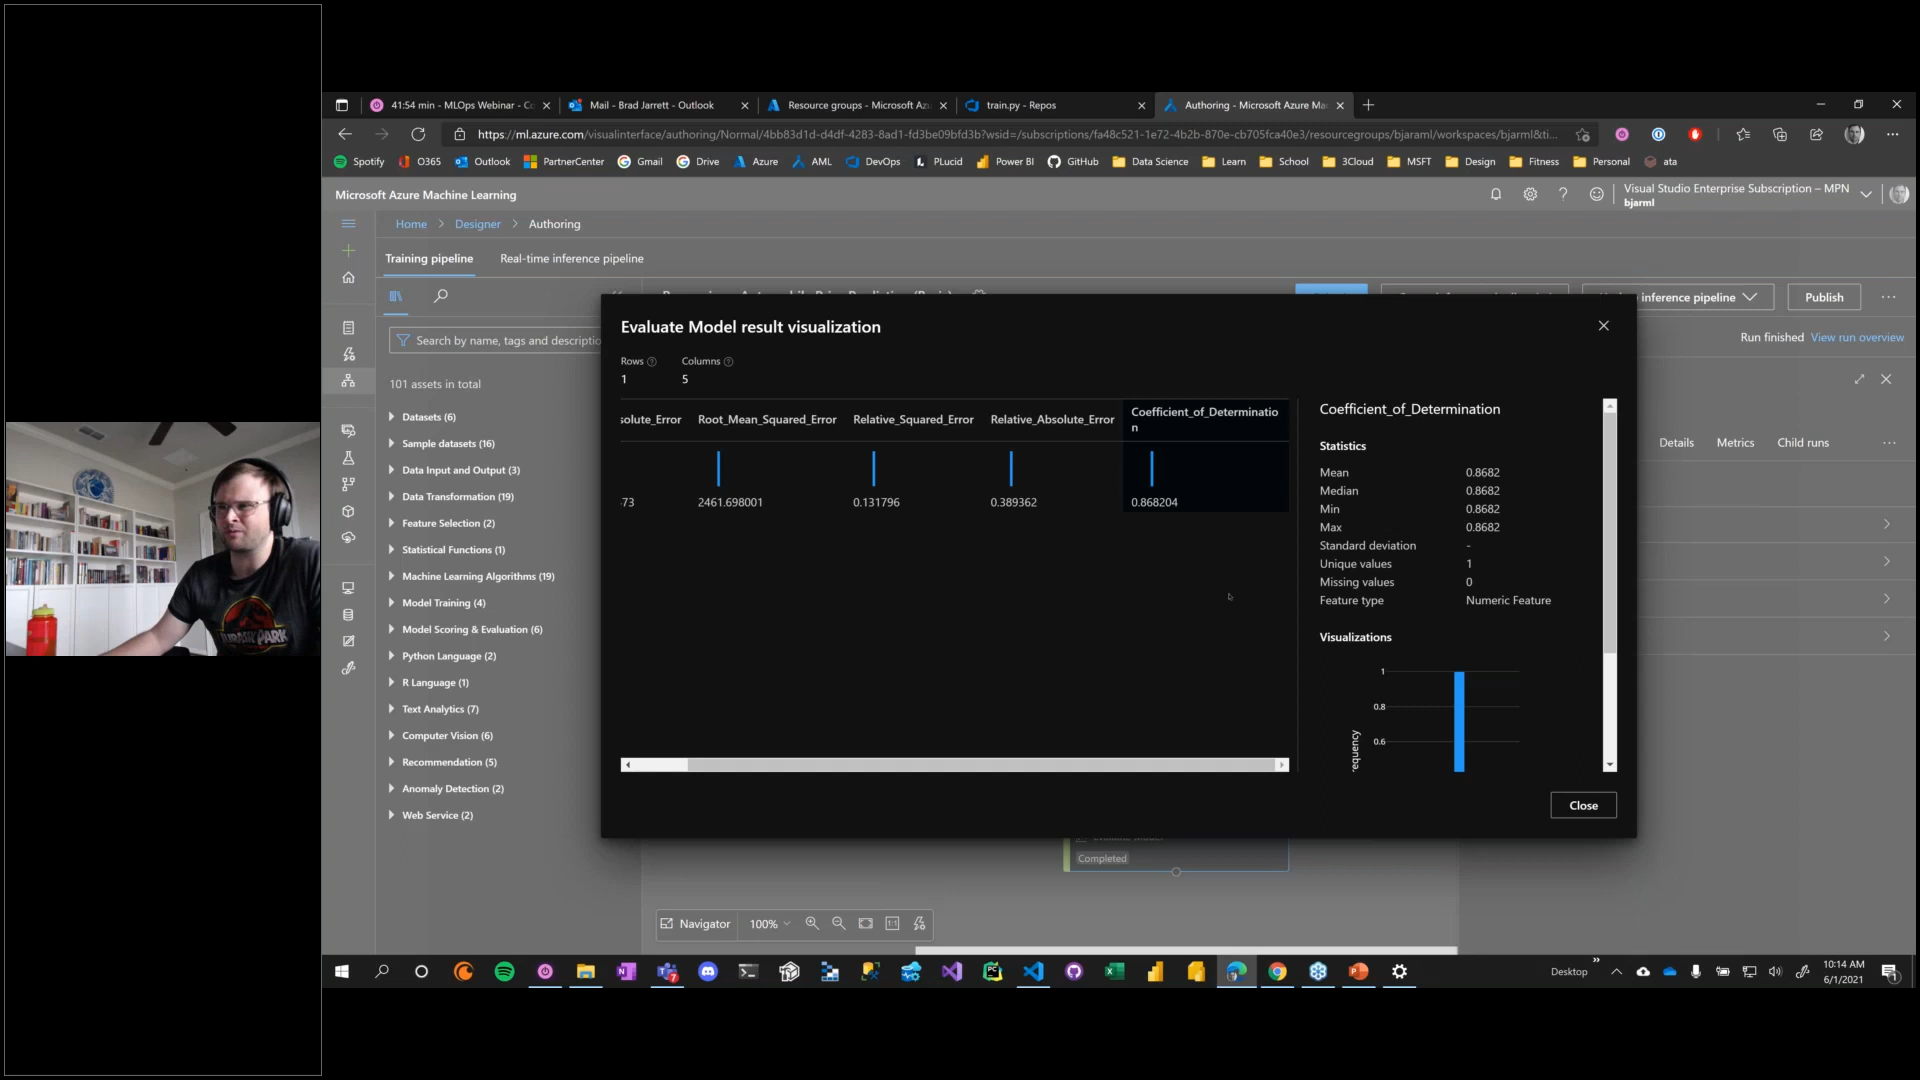 41:54 min - MLOps Webinar - Co
Mail - Brad Jarrett - Outlook
Resource groups - Microsoft Az
train.py - Repos
Authoring - Microsoft Azure Ma
https://ml.azure.com/visualinterface/authoring/Normal/4bb83d1d-d4df-4283-8ad1-fd3be09bfd3b?wsid=/subscriptions/fa48c521-1e72-4b2b-870e-cb705fca40e3/resourcegroups/bjaraml/workspaces/bjarml&ti...
Spotify O365 Outlook PartnerCenter Gmail Drive Azure AML DevOps PLucid Power BI GitHub Data Science Learn School 3Cloud MSFT Design Fitness Personal ata
Microsoft Azure Machine Learning
Visual Studio Enterprise Subscription – MPN
bjarml
Home > Designer > Authoring
Training pipeline Real-time inference pipeline
inference pipeline
Publish
Search by name, tags and descriptio
Run finished View run overview
101 assets in total
Datasets (6)
Sample datasets (16)
Data Input and Output (3)
Data Transformation (19)
Feature Selection (2)
Statistical Functions (1)
Machine Learning Algorithms (19)
Model Training (4)
Model Scoring & Evaluation (6)
Python Language (2)
R Language (1)
Text Analytics (7)
Computer Vision (6)
Recommendation (5)
Anomaly Detection (2)
Web Service (2)
Evaluate Model result visualization
Rows Columns
1 5
solute_Error Root_Mean_Squared_Error Relative_Squared_Error Relative_Absolute_Error Coefficient_of_Determinatio
n
73 2461.698001 0.131796 0.389362 0.868204
Coefficient_of_Determination
Statistics
Mean 0.8682
Median 0.8682
Min 0.8682
Max 0.8682
Standard deviation -
Unique values 1
Missing values 0
Feature type Numeric Feature
Visualizations
1
0.8
0.6
requency
Close
Details Metrics Child runs
Completed
Navigator 100%
JURASSIC PARK
Desktop
10:14 AM
6/1/2021